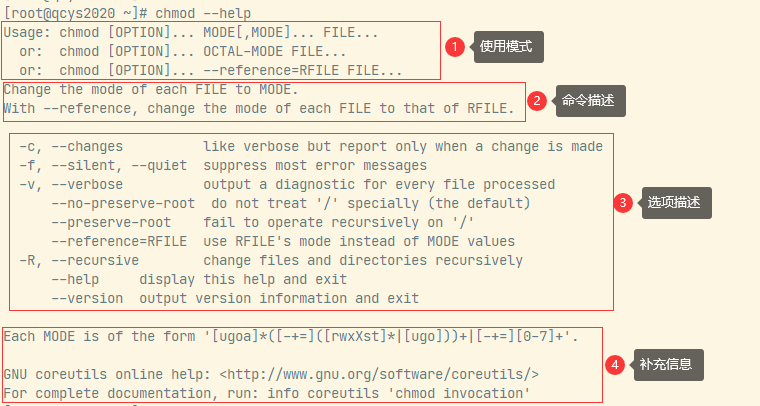 [root@qcys2020 ~]# chmod --help
Usage: chmod [OPTION]... MODE[,MODE]... FILE...
  or:  chmod [OPTION]... OCTAL-MODE FILE...
  or:  chmod [OPTION]... --reference=RFILE FILE...
1 使用模式
Change the mode of each FILE to MODE.
With --reference, change the mode of each FILE to that of RFILE.
2 命令描述
  -c, --changes          like verbose but report only when a change is made
  -f, --silent, --quiet  suppress most error messages
  -v, --verbose          output a diagnostic for every file processed
      --no-preserve-root  do not treat '/' specially (the default)
      --preserve-root    fail to operate recursively on '/'
      --reference=RFILE  use RFILE's mode instead of MODE values
  -R, --recursive        change files and directories recursively
      --help     display this help and exit
      --version  output version information and exit
3 选项描述
Each MODE is of the form '[ugoa]*([-+=]([rwxXst]*|[ugo]))+|[-+=][0-7]+'.
GNU coreutils online help: <http://www.gnu.org/software/coreutils/>
For complete documentation, run: info coreutils 'chmod invocation'
4 补充信息